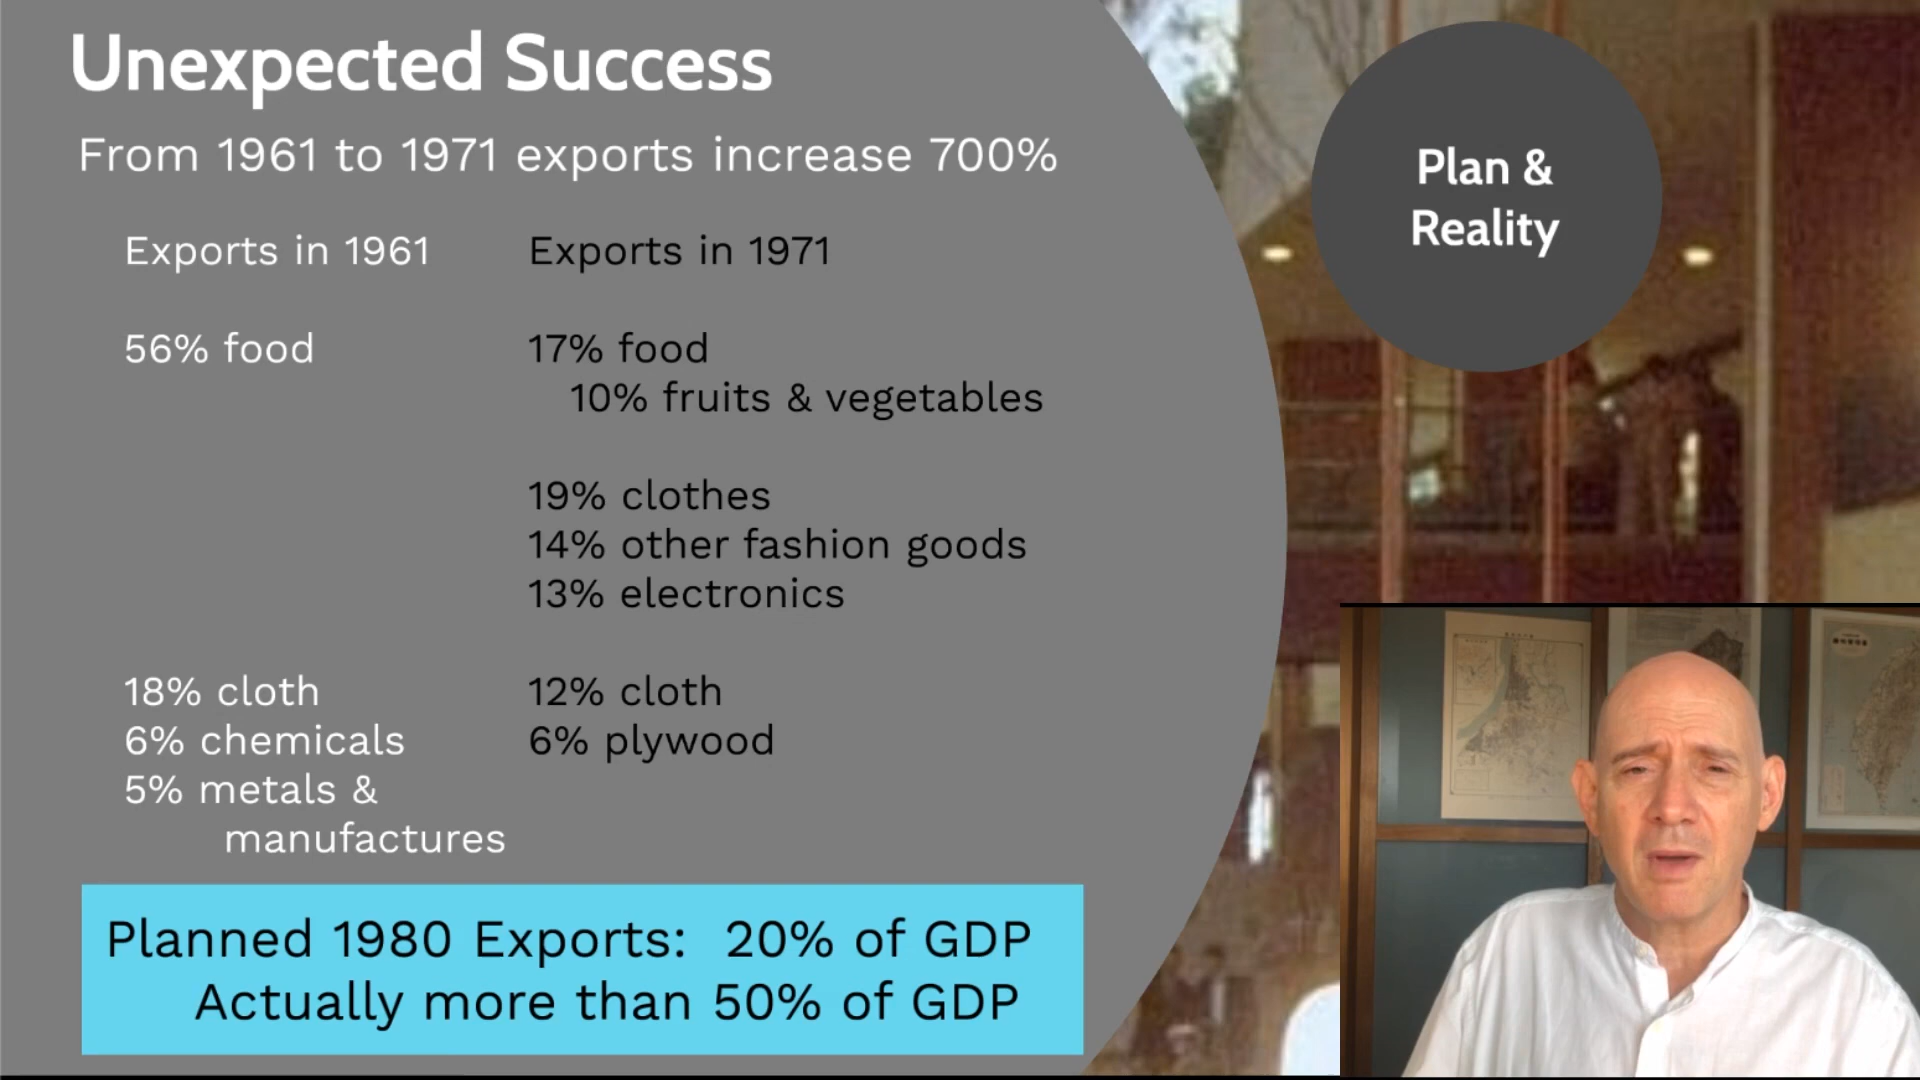 Unexpected Success
From 1961 to 1971 exports increase 700%
Exports in 1961
56% food
18% cloth
6% chemicals
5% metals &
manufactures
Exports in 1971
17% food
10% fruits & vegetables
19% clothes
14% other fashion goods
13% electronics
12% cloth
6% plywood
Planned 1980 Exports: 20% of GDP
Actually more than 50% of GDP
Plan &
Reality